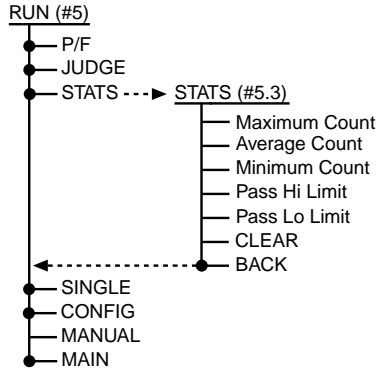 RUN (#5)
P/F
JUDGE
STATS
STATS (#5.3)
Maximum Count
Average Count
Minimum Count
Pass Hi Limit
Pass Lo Limit
CLEAR
BACK
SINGLE
CONFIG
MANUAL
MAIN